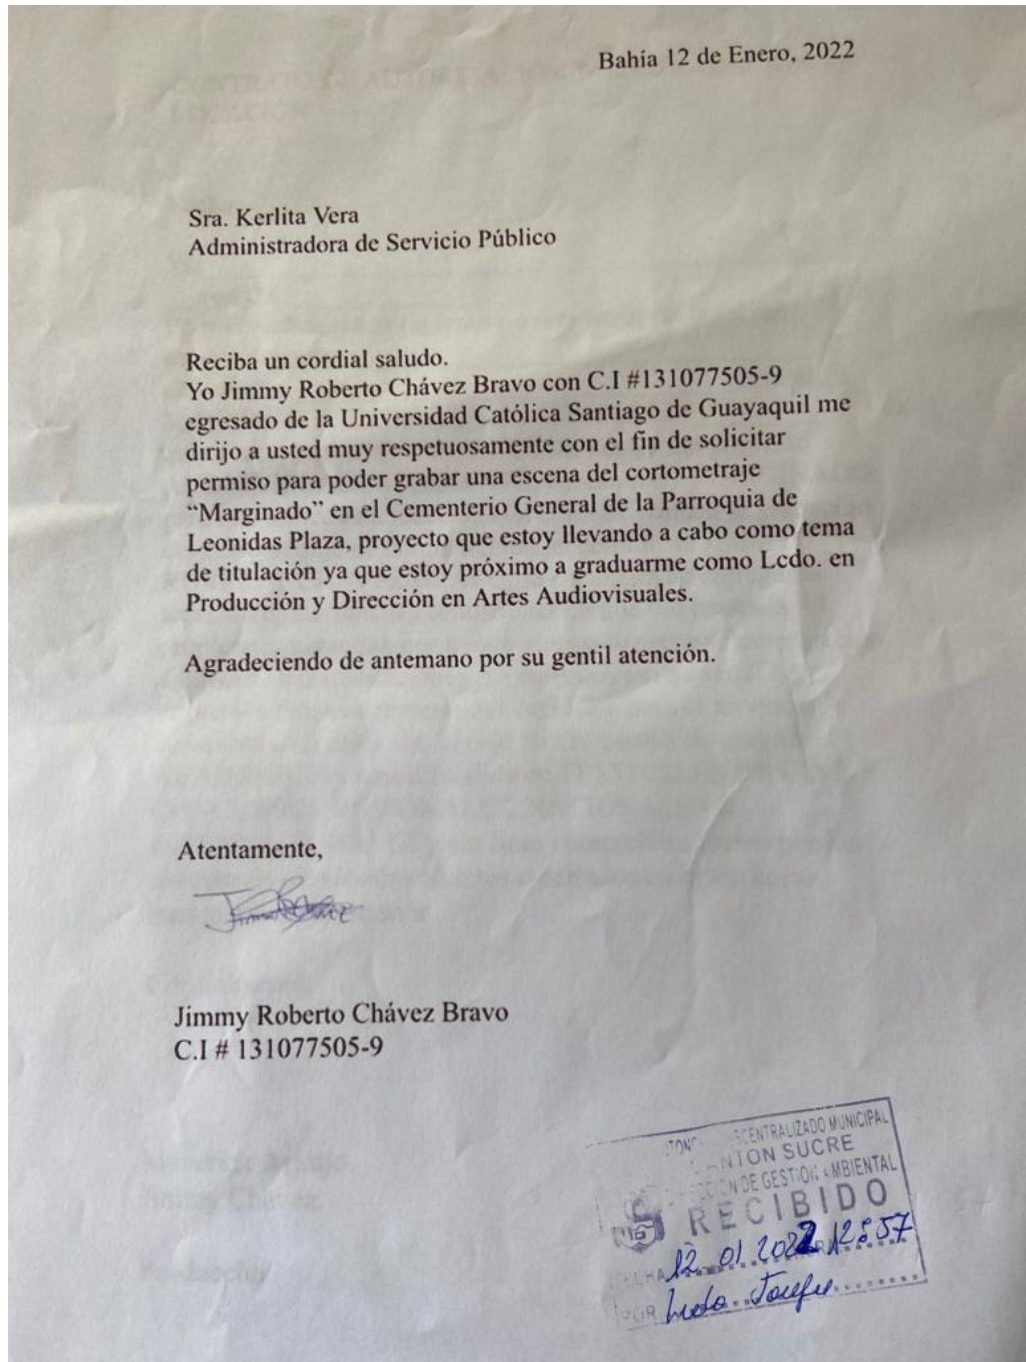 Bahía 12 de Enero, 2022
Sra. Kerlita Vera
Administradora de Servicio Público
Reciba un cordial saludo.
Yo Jimmy Roberto Chávez Bravo con C.I #131077505-9
egresado de la Universidad Católica Santiago de Guayaquil me
dirijo a usted muy respetuosamente con el fin de solicitar
permiso para poder grabar una escena del cortometraje
“Marginado” en el Cementerio General de la Parroquia de
Leonidas Plaza, proyecto que estoy llevando a cabo como tema
de titulación ya que estoy próximo a graduarme como Lcdo. en
Producción y Dirección en Artes Audiovisuales.
Agradeciendo de antemano por su gentil atención.
Atentamente,
Jimmy Roberto Chávez Bravo
C.I # 131077505-9
MUNICIPAL
SUCRE
DE GESTIÓN AMBIENTAL
RECIBIDO
12 01 2022 12:57
POR